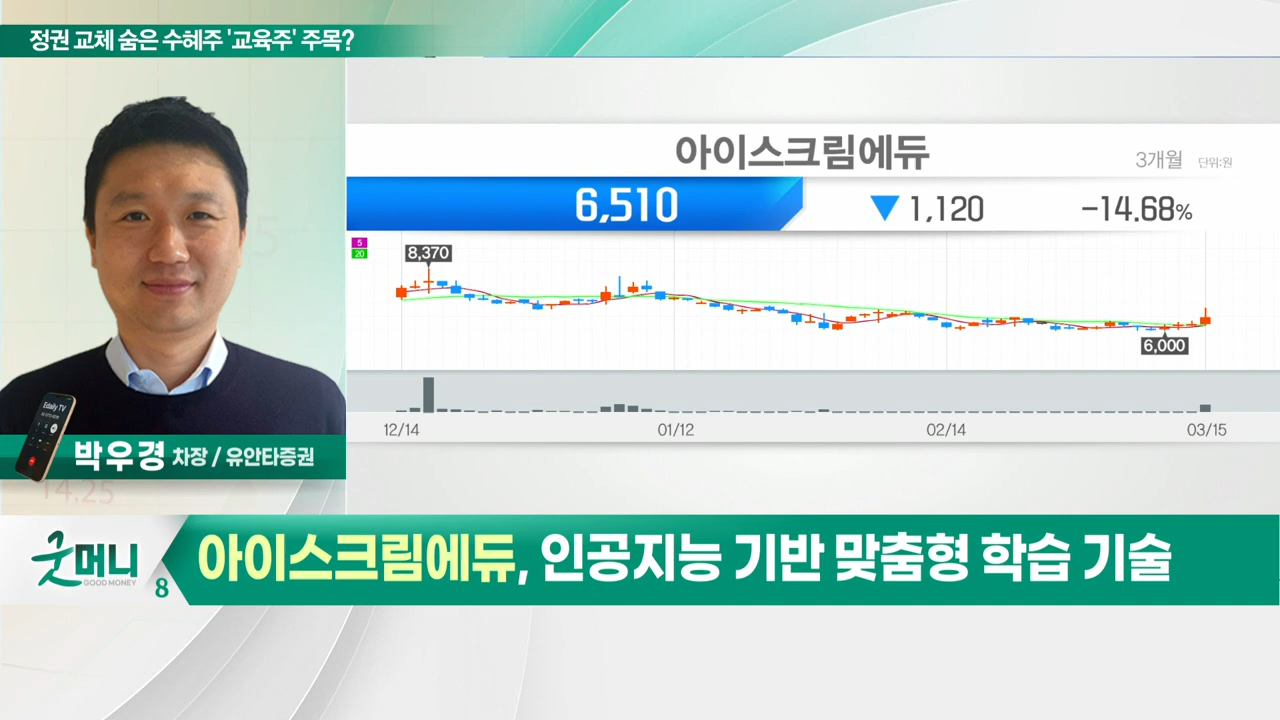 정권 교체 숨은 수혜주 '교육주' 주목?
아이스크림에듀
3개월 단위:원
6,510 ▼ 1,120 -14.68%
5
20
8,370
6,000
12/14 01/12 02/14 03/15
Edaily TV
박우경 차장 / 유안타증권
14.25
굿머니
GOOD MONEY
8
아이스크림에듀, 인공지능 기반 맞춤형 학습 기술